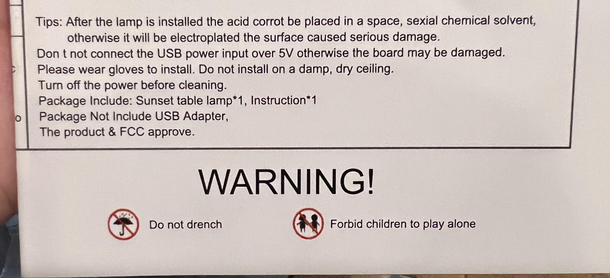 Tips: After the lamp is installed the acid corrot be placed in a space, sexial chemical solvent,
otherwise it will be electroplated the surface caused serious damage.
Don t not connect the USB power input over 5V otherwise the board may be damaged.
Please wear gloves to install. Do not install on a damp, dry ceiling.
Turn off the power before cleaning.
Package Include: Sunset table lamp*1, Instruction*1
Package Not Include USB Adapter,
The product & FCC approve.
WARNING!
Do not drench
Forbid children to play alone